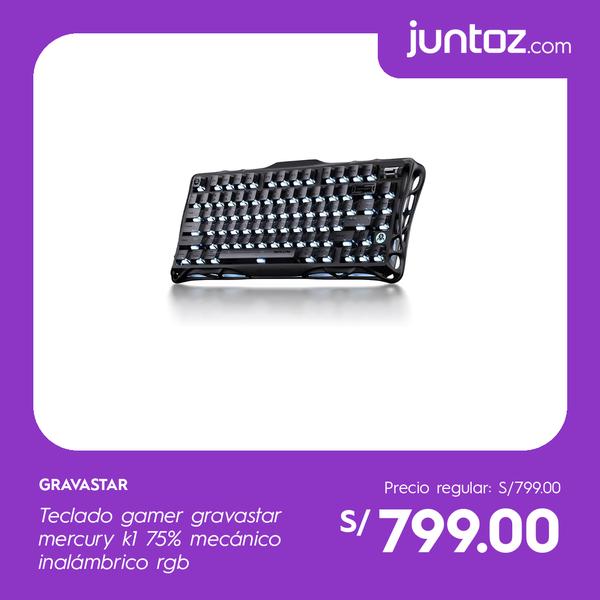 juntoz.com
GRAVASTAR
Teclado gamer gravastar
mercury k1 75% mecánico
inalámbrico rgb
Precio regular: S/799.00
S/ 799.00